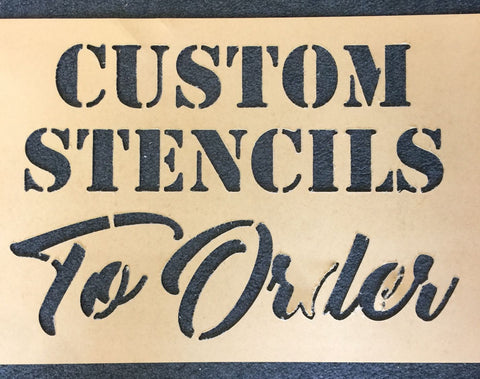 CUSTOM
STENCILS
To Order